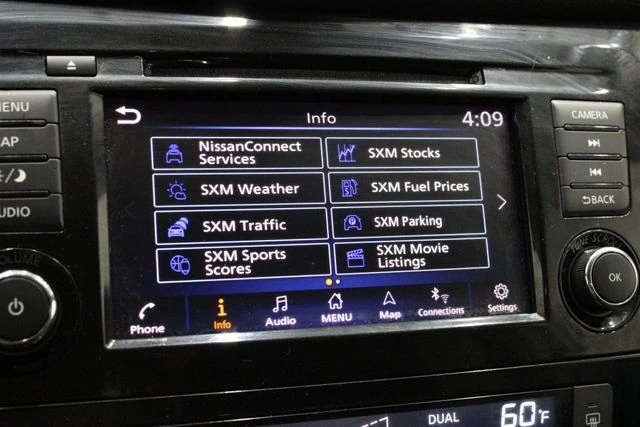 MENU
AP
AUDIO
VOLUME
Info
4:09
NissanConnect
Services
SXM Stocks
SXM Weather
SXM Fuel Prices
SXM Traffic
SXM Parking
SXM Sports
Scores
SXM Movie
Listings
Phone
Info
Audio
MENU
Map
Connections
Settings
CAMERA
BACK
TUNE·SCROLL
OK
DUAL
60°F